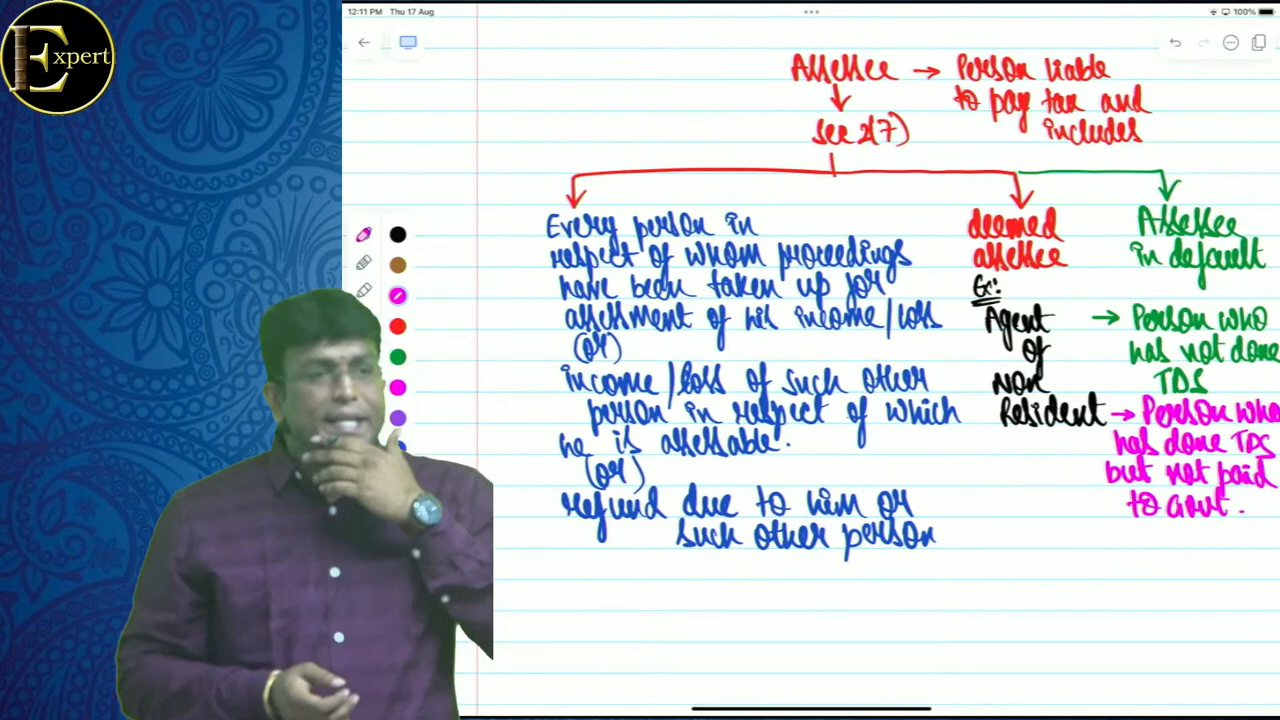 Expert
12:11 PM Thu 17 Aug
100%
Assessee → Person liable
to pay tax and
includes
Sec 2(7)
Every person in
respect of whom proceedings
have been taken up for
assessment of his income/loss
(or)
income/loss of such other
person in respect of which
he is assessable.
(or)
refund due to him or
such other person
deemed
assessee
Ex:
Agent
of
Non
Resident
Assessee
in default
→ Person who
has not done
TDS
→ Person who
has done TDS
but not paid
to Govt.